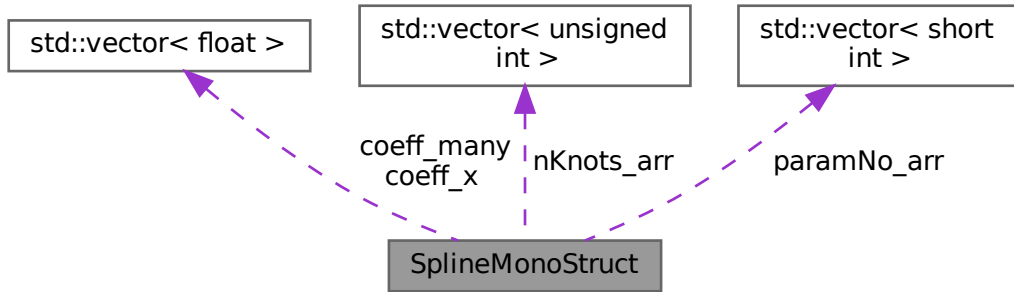 std::vector< float >
std::vector< unsigned
int >
std::vector< short
int >
coeff_many
coeff_x
nKnots_arr
paramNo_arr
SplineMonoStruct